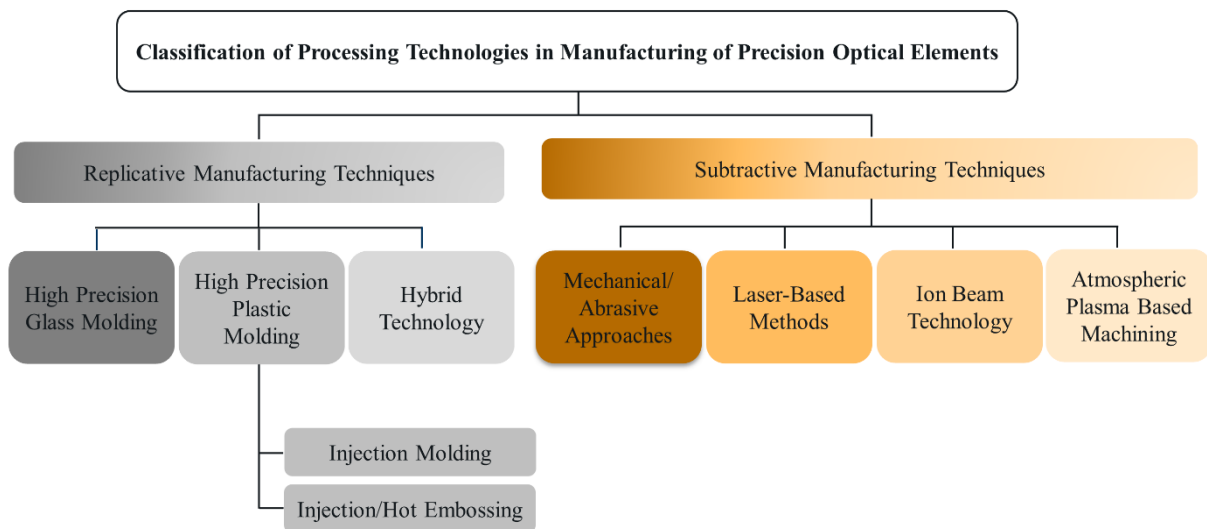 Classification of Processing Technologies in Manufacturing of Precision Optical Elements
Replicative Manufacturing Techniques
Subtractive Manufacturing Techniques
High Precision
Glass Molding
High Precision
Plastic
Molding
Hybrid
Technology
Mechanical/
Abrasive
Approaches
Laser-Based
Methods
Ion Beam
Technology
Atmospheric
Plasma Based
Machining
Injection Molding
Injection/Hot Embossing